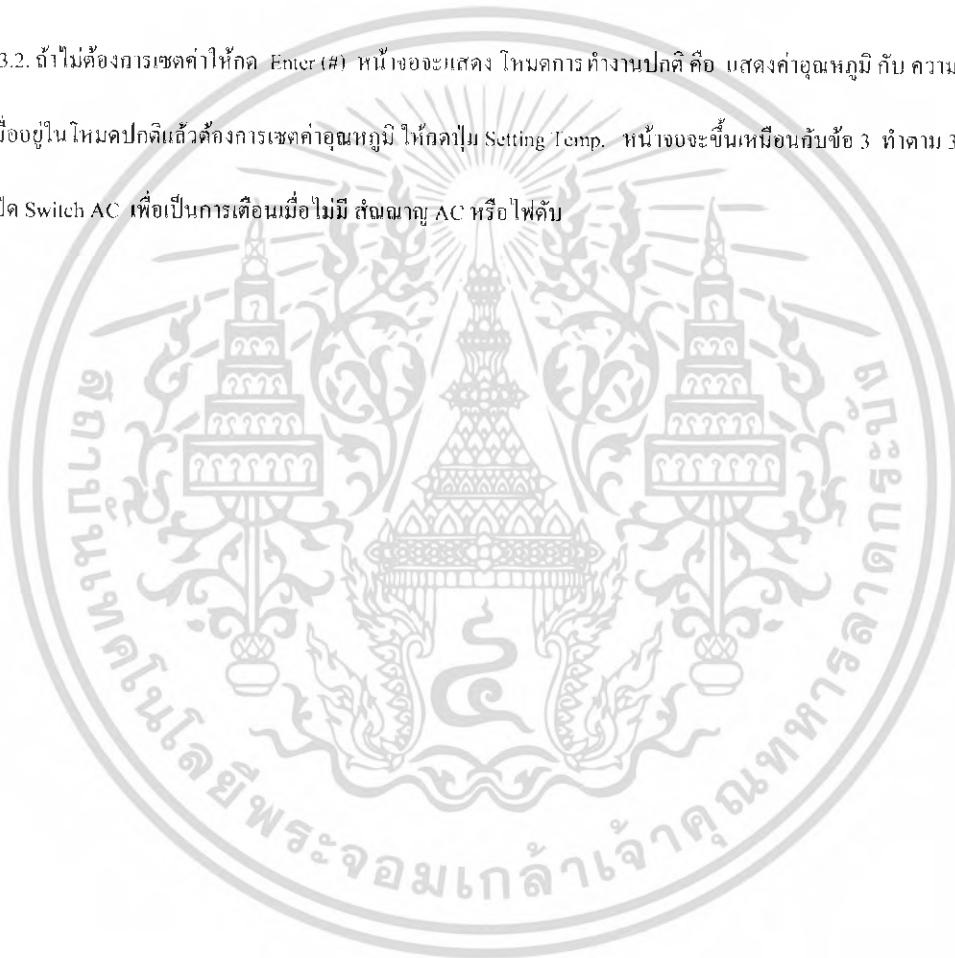 3.2. ถ้าไม่ต้องการเซตค่าให้กด Enter (#) หน้าจอจะแสดง โหมดการทำงานปกติ คือ แสดงค่าอุณหภูมิ กับ ความ
มื่ออยู่ในโหมดปกติแล้วต้องการเซตค่าอุณหภูมิ ให้กดปุ่ม Setting Temp. หน้าจอจะขึ้นเหมือนกับข้อ 3 ทำตาม 3
ปิด Switch AC เพื่อเป็นการเตือนเมื่อไม่มี สัณณาญ AC หรือ ไฟดับ
สถาบันเทคโนโลยีพระจอมเกล้าเจ้าคุณทหารลาดกระบัง